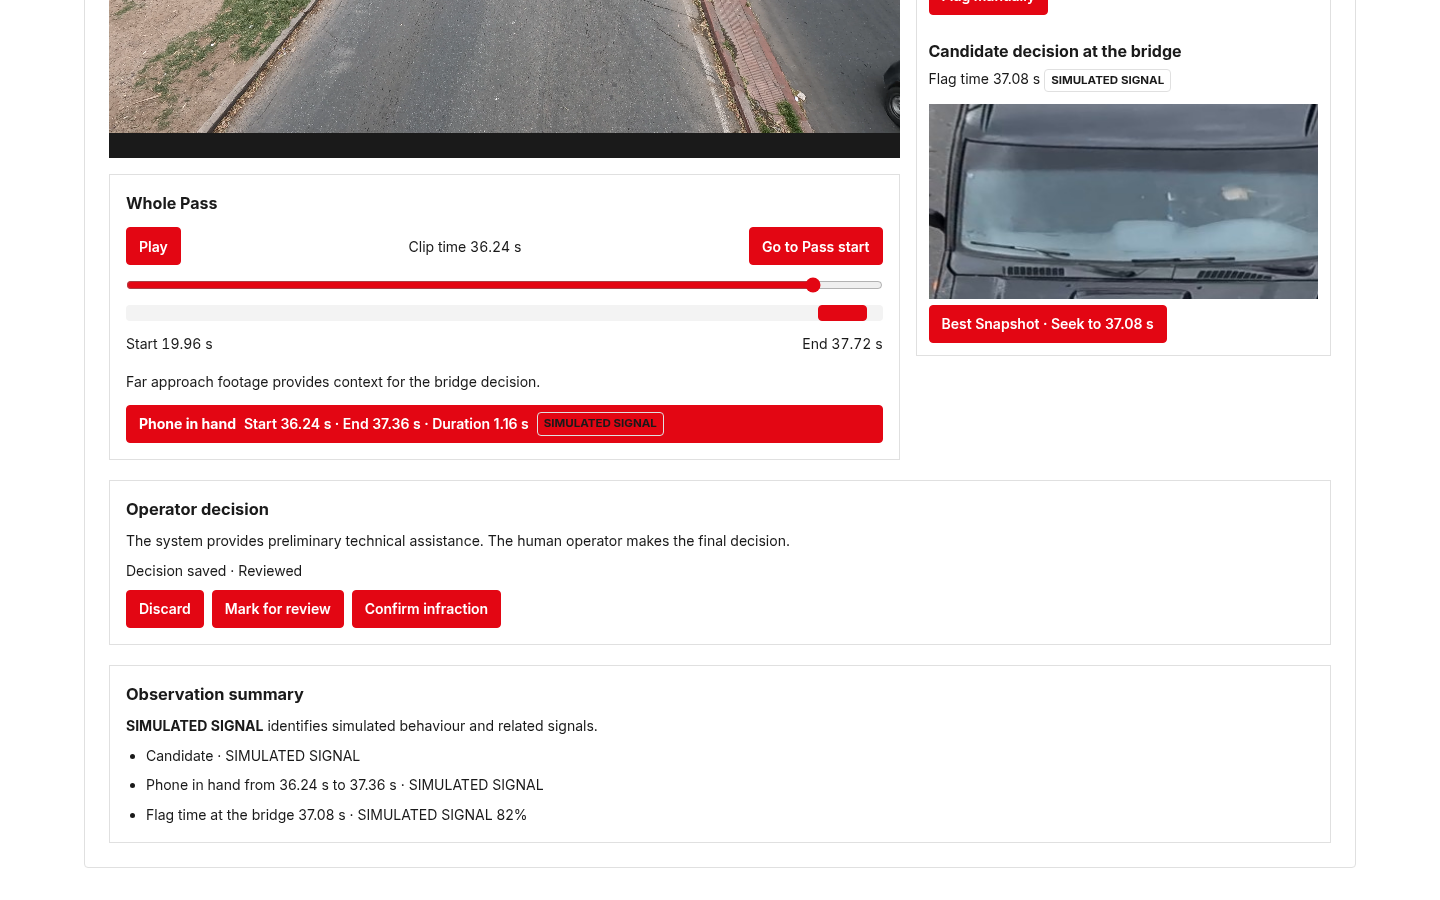 Candidate decision at the bridge
Flag time 37.08 s SIMULATED SIGNAL
Best Snapshot · Seek to 37.08 s
Whole Pass
Play
Clip time 36.24 s
Go to Pass start
Start 19.96 s
End 37.72 s
Far approach footage provides context for the bridge decision.
Phone in hand Start 36.24 s · End 37.36 s · Duration 1.16 s SIMULATED SIGNAL
Operator decision
The system provides preliminary technical assistance. The human operator makes the final decision.
Decision saved · Reviewed
Discard
Mark for review
Confirm infraction
Observation summary
SIMULATED SIGNAL identifies simulated behaviour and related signals.
Candidate · SIMULATED SIGNAL
Phone in hand from 36.24 s to 37.36 s · SIMULATED SIGNAL
Flag time at the bridge 37.08 s · SIMULATED SIGNAL 82%